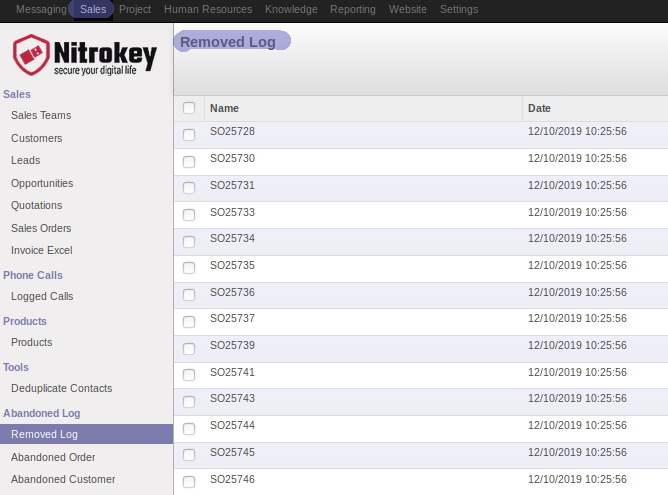 Messaging Sales Project Human Resources Knowledge Reporting Website Settings
Nitrokey
secure your digital life
Sales
Sales Teams
Customers
Leads
Opportunities
Quotations
Sales Orders
Invoice Excel
Phone Calls
Logged Calls
Products
Products
Tools
Deduplicate Contacts
Abandoned Log
Removed Log
Abandoned Order
Abandoned Customer
Removed Log
Name Date
SO25728 12/10/2019 10:25:56
SO25730 12/10/2019 10:25:56
SO25731 12/10/2019 10:25:56
SO25733 12/10/2019 10:25:56
SO25734 12/10/2019 10:25:56
SO25735 12/10/2019 10:25:56
SO25736 12/10/2019 10:25:56
SO25737 12/10/2019 10:25:56
SO25739 12/10/2019 10:25:56
SO25741 12/10/2019 10:25:56
SO25743 12/10/2019 10:25:56
SO25744 12/10/2019 10:25:56
SO25745 12/10/2019 10:25:56
SO25746 12/10/2019 10:25:56